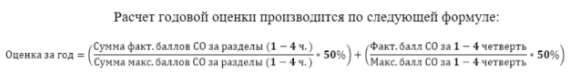 Расчет годовой оценки производится по следующей формуле:
Оценка за год = (Сумма факт. баллов СО за разделы (1 − 4 ч.) / Сумма макс. баллов СО за разделы (1 − 4 ч.) * 50%) + (Факт. балл СО за 1 − 4 четверть / Макс. балл СО за 1 − 4 четверть * 50%)